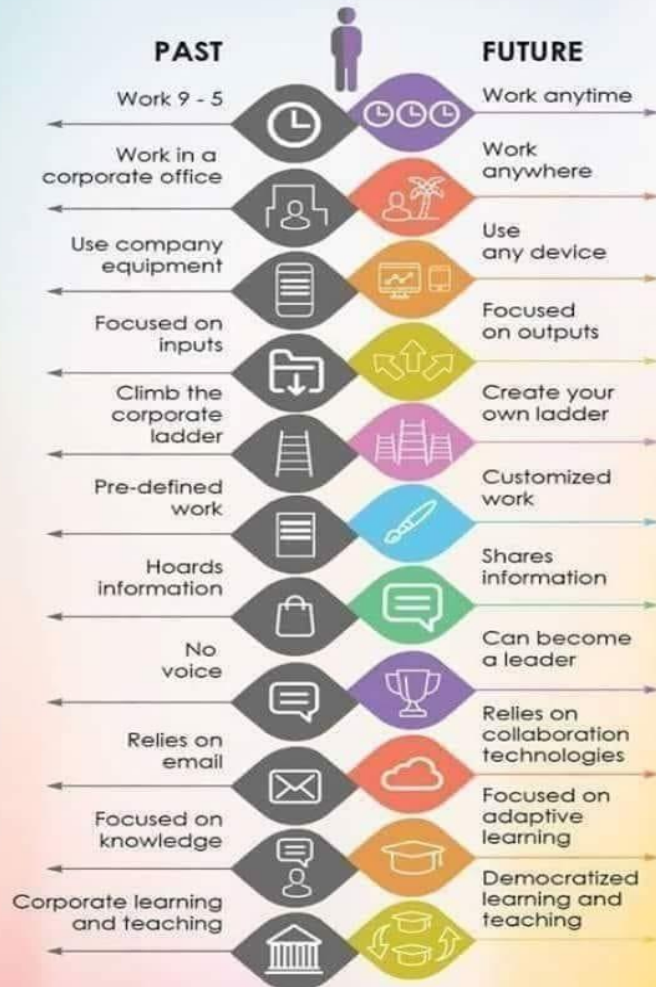 PAST
FUTURE
Work 9 - 5
Work anytime
Work in a
corporate office
Work
anywhere
Use company
equipment
Use
any device
Focused on
inputs
Focused
on outputs
Climb the
corporate
ladder
Create your
own ladder
Pre-defined
work
Customized
work
Hoards
information
Shares
information
No
voice
Can become
a leader
Relies on
email
Relies on
collaboration
technologies
Focused on
knowledge
Focused on
adaptive
learning
Corporate learning
and teaching
Democratized
learning and
teaching